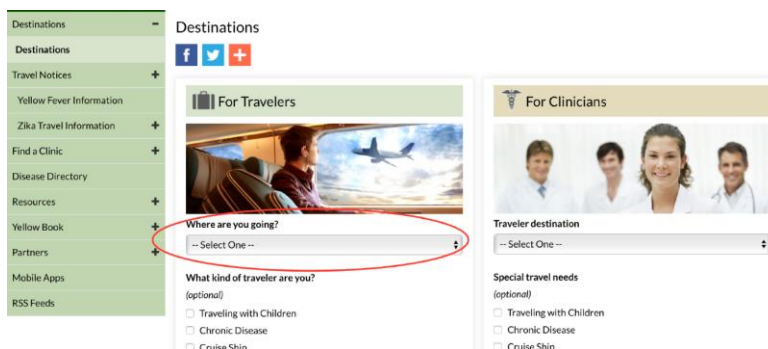 Destinations
Destinations
Travel Notices
Yellow Fever Information
Zika Travel Information
Find a Clinic
Disease Directory
Resources
Yellow Book
Partners
Mobile Apps
RSS Feeds
Destinations
For Travelers
Where are you going?
-- Select One --
What kind of traveler are you?
(optional)
Traveling with Children
Chronic Disease
Cruise Ship
For Clinicians
Traveler destination
-- Select One --
Special travel needs
(optional)
Traveling with Children
Chronic Disease
Cruise Ship